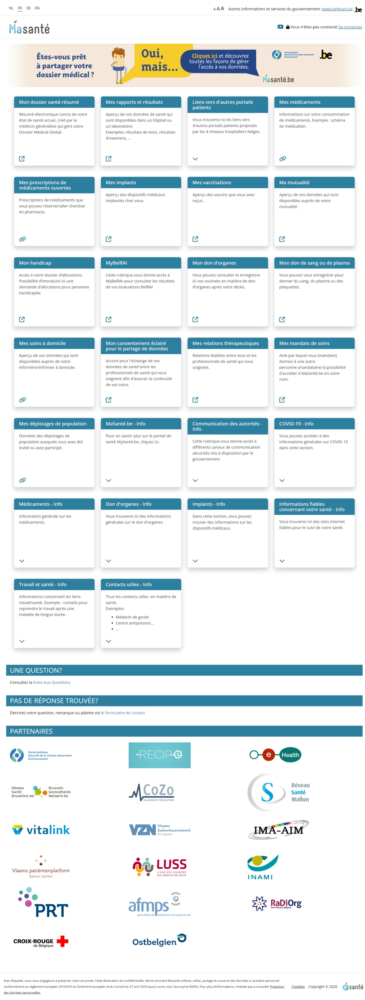 NL FR DE EN
A A A Autres informations et services du gouvernement: www.belgium.be .be
Masanté
Vous n'êtes pas connecté Se connecter
Êtes-vous prêt
à partager votre
dossier médical ?
Oui,
mais...
Cliquez ici et découvrez
toutes les façons de gérer
l'accès à vos données.
Santé publique
Sécurité de la Chaîne alimentaire
Environnement
.be
Masanté.be
Mon dossier santé résumé
Résumé électronique concis de votre
état de santé actuel, créé par le
médecin généraliste qui gère votre
Dossier Médical Global.
Mes rapports et résultats
Aperçu de vos données de santé qui
sont disponibles dans un hôpital ou
un laboratoire.
Exemples: résultats de tests, résultats
d'examens, ...
Liens vers d'autres portails
patients
Vous trouverez ici les liens vers
d'autres portails patients proposés
par les 4 réseaux hospitaliers belges.
Mes médicaments
Informations sur votre consommation
de médicaments. Exemple : schéma
de médication.
Mes prescriptions de
médicaments ouvertes
Prescriptions de médicaments que
vous pouvez réserver/aller chercher
en pharmacie.
Mes implants
Aperçu des dispositifs médicaux
implantés chez vous.
Mes vaccinations
Aperçu des vaccins que vous avez
reçus.
Ma mutualité
Aperçu de vos données qui sont
disponibles auprès de votre
mutualité.
Mon handicap
Accès à votre dossier d’allocations.
Possibilité d’introduire ici une
demande d’allocations pour personne
handicapée.
MyBelRAI
Cette rubrique vous donne accès à
MyBelRAI pour consulter les résultats
de vos évaluations BelRAI
Mon don d'organes
Vous pouvez consulter et enregistrer
ici vos souhaits en matière de don
d’organes après votre décès.
Mon don de sang ou de plasma
Vous pouvez vous enregistrer pour
donner du sang, du plasma ou des
plaquettes.
Mes soins à domicile
Aperçu de vos données qui sont
disponibles auprès de votre
infirmière/infirmier à domicile.
Mon consentement éclairé
pour le partage de données
Accord pour l'échange de vos
données de santé entre les
professionnels de santé qui vous
soignent afin d'assurer la continuité
de vos soins.
Mes relations thérapeutiques
Relations établies entre vous et les
professionnels de santé qui vous
soignent.
Mes mandats de soins
Acte par lequel vous (mandant)
donnez à une autre
personne (mandataire) la possibilité
d'accéder à MaSanté.be en votre
nom.
Mes dépistages de population
Données des dépistages de
population auxquels vous avez été
invité ou avez participé.
MaSanté.be - Info
Pour en savoir plus sur le portail de
santé MySanté.be, cliquez ici.
Communication des autorités -
Info
Cette rubrique vous donne accès à
différents canaux de communication
sécurisés mis à disposition par le
gouvernement.
COVID-19 - Info
Vous pouvez accéder à des
informations générales sur COVID-19
dans cette section.
Médicaments - Info
Information générale sur les
médicaments.
Don d'organes - Info
Vous trouverez ici des informations
générales sur le don d'organes.
Implants - Info
Dans cette section, vous pouvez
trouver des informations sur les
dispositifs médicaux.
Informations fiables
concernant votre santé - Info
Vous trouverez ici des sites internet
fiables pour le suivi de votre santé.
Travail et santé - Info
Informations concernant les liens
travail/santé. Exemple : conseils pour
reprendre le travail après une
maladie de longue durée.
Contacts utiles - Info
Tous les contacts utiles en matière de
santé.
Exemples:
• Médecin de garde
• Centre antipoisons...
• ...
UNE QUESTION?
Consultez la Foire Aux Questions
PAS DE RÉPONSE TROUVÉE?
Décrivez votre question, remarque ou plainte via le formulaire de contact
PARTENAIRES
Santé publique
Sécurité de la Chaîne alimentaire
Environnement
RECIP-e
e Health
Réseau
Santé
Bruxellois.be
Brussels
Gezondheids
Netwerk.be
CoZo
COLLABORATIEF ZORGPLATFORM
S
Réseau
Santé
Wallon
vitalink
VZN
Vlaams
Ziekenhuisnetwerk
KU Leuven
IMA-AIM
Vlaams patiëntenplatform
Samen sterker
LUSS
LIGUE DES USAGERS
DES SERVICES DE SANTÉ
INAMI
PRT
afmps
agence fédérale des médicaments et des produits de santé
RaDiOrg
Rare Diseases Belgium
CROIX-ROUGE
de Belgique
Ostbelgien
Avec Masanté, nous nous engageons à préserver votre vie privée. Cette déclaration de confidentialité, décrit comment Masanté collecte, utilise, partage et conserve des données à caractère personnel
conformément au règlement européen 2016/679 du Parlement européen et du Conseil du 27 avril 2016 (aussi connu sous l’acronyme RGPD). Pour plus d’informations, n’hésitez pas à consulter Protection
des données personnelles.
Cookies Copyright © 2020
ésanté